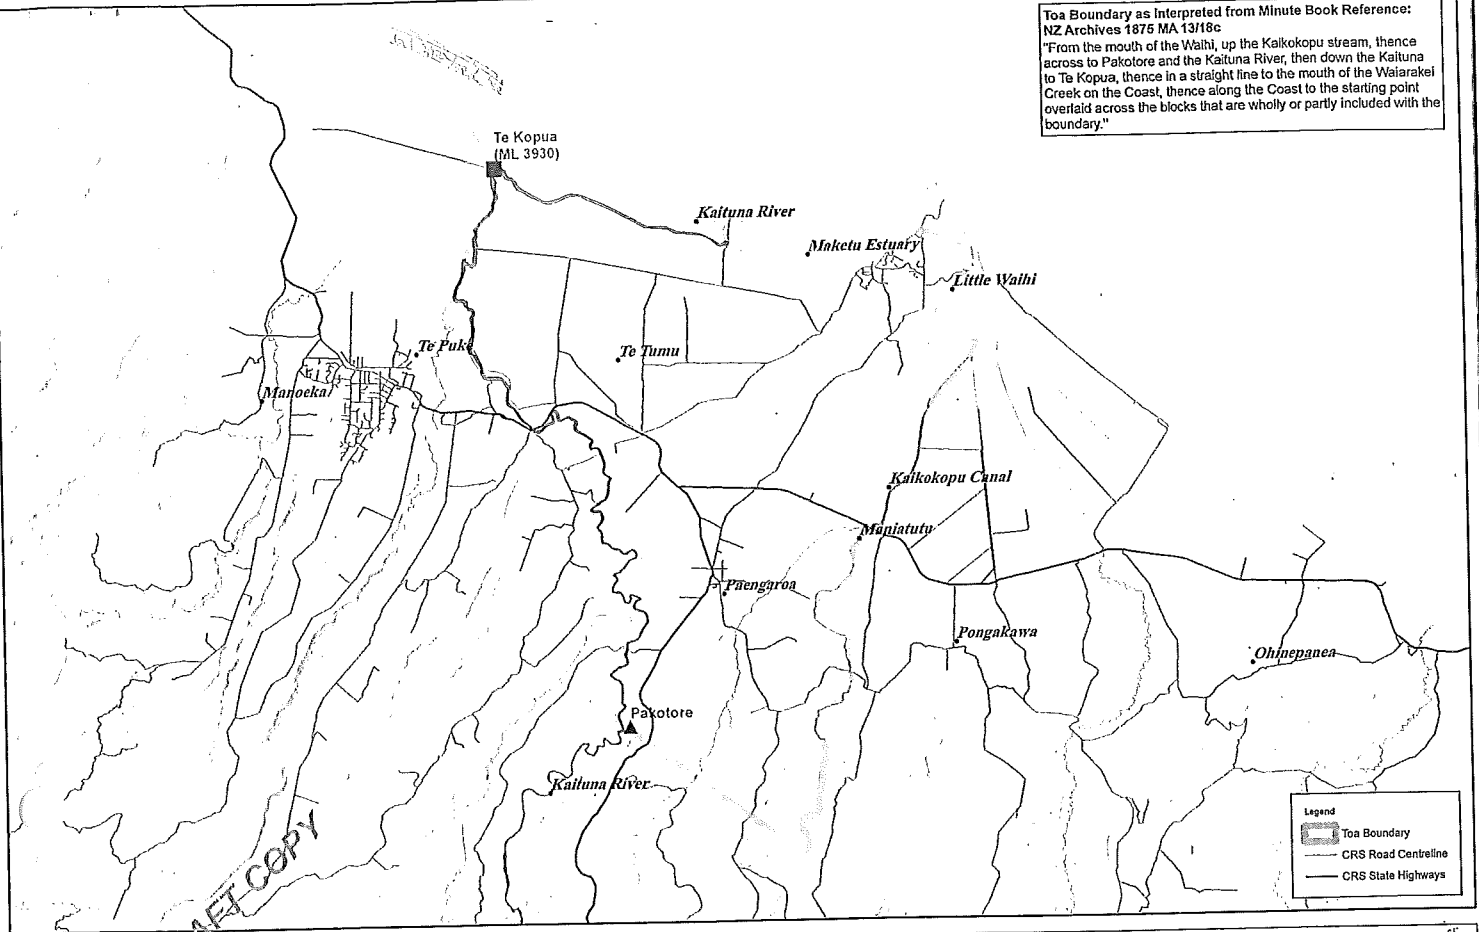 Toa Boundary as Interpreted from Minute Book Reference:
NZ Archives 1875 MA 13/18c
"From the mouth of the Waihi, up the Kaikokopu stream, thence
across to Pakotore and the Kaituna River, then down the Kaituna
to Te Kopua, thence in a straight line to the mouth of the Waiarakei
Creek on the Coast, thence along the Coast to the starting point
overlaid across the blocks that are wholly or partly included with the
boundary."
Te Kopua
(ML 3930)
Kaituna River
Maketu Estuary
Little Waihi
Te Puke
Te Tumu
Manoeka
Kaikokopu Canal
Maniatutu
Paengaroa
Pongakawa
Ohinepanea
Pakotore
Kaituna River
AFT COPY
Legend
Toa Boundary
CRS Road Centreline
CRS State Highways